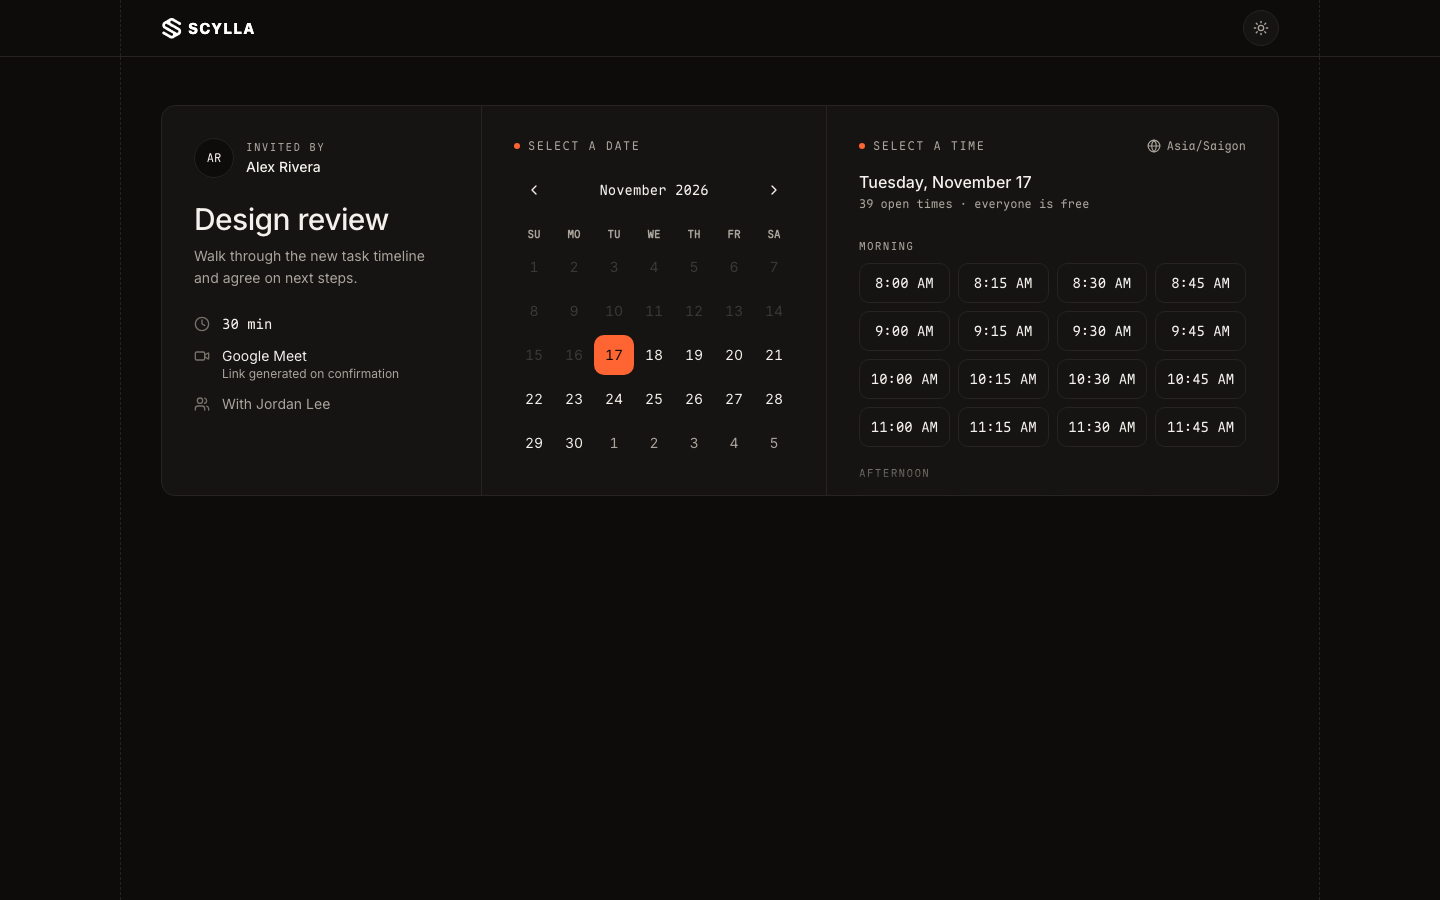 SCYLLA
AR
INVITED BY
Alex Rivera
Design review
Walk through the new task timeline
and agree on next steps.
30 min
Google Meet
Link generated on confirmation
With Jordan Lee
SELECT A DATE
November 2026
SU MO TU WE TH FR SA
1 2 3 4 5 6 7
8 9 10 11 12 13 14
15 16 17 18 19 20 21
22 23 24 25 26 27 28
29 30 1 2 3 4 5
SELECT A TIME
Asia/Saigon
Tuesday, November 17
39 open times · everyone is free
MORNING
8:00 AM 8:15 AM 8:30 AM 8:45 AM
9:00 AM 9:15 AM 9:30 AM 9:45 AM
10:00 AM 10:15 AM 10:30 AM 10:45 AM
11:00 AM 11:15 AM 11:30 AM 11:45 AM
AFTERNOON